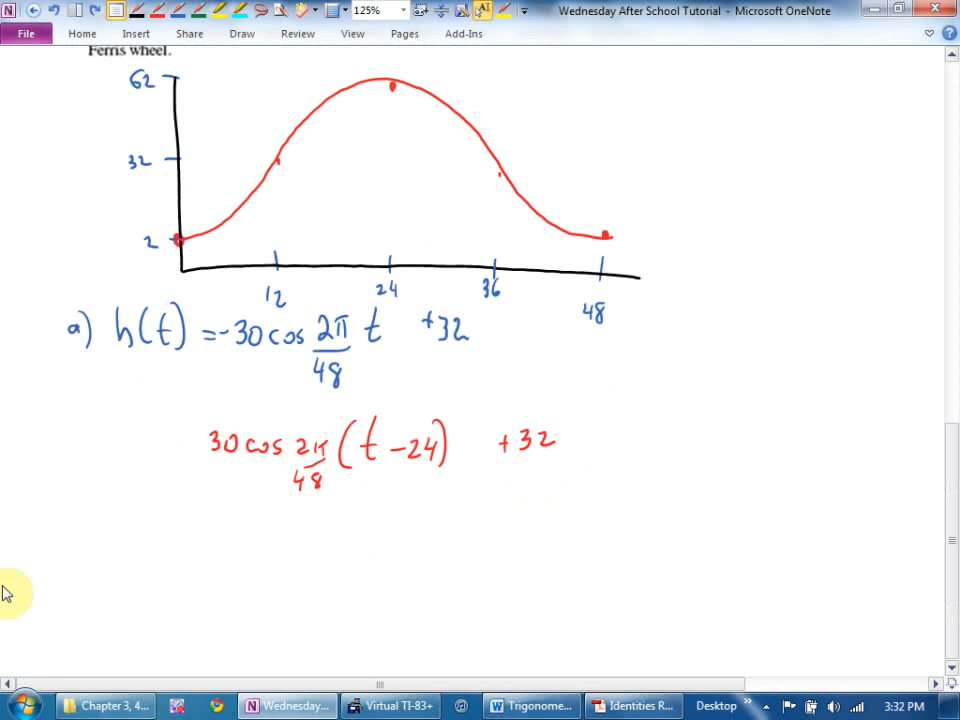 Wednesday After School Tutorial - Microsoft OneNote
125%
File Home Insert Share Draw Review View Pages Add-Ins
Ferris wheel.
62
32
2
12 24 36 48
a) h(t) = -30 cos 2π/48 t +32
30 cos 2π/48 (t - 24) + 32
Chapter 3, 4... Wednesday... Virtual TI-83+ Trigonome... Identities R... Desktop » 3:32 PM